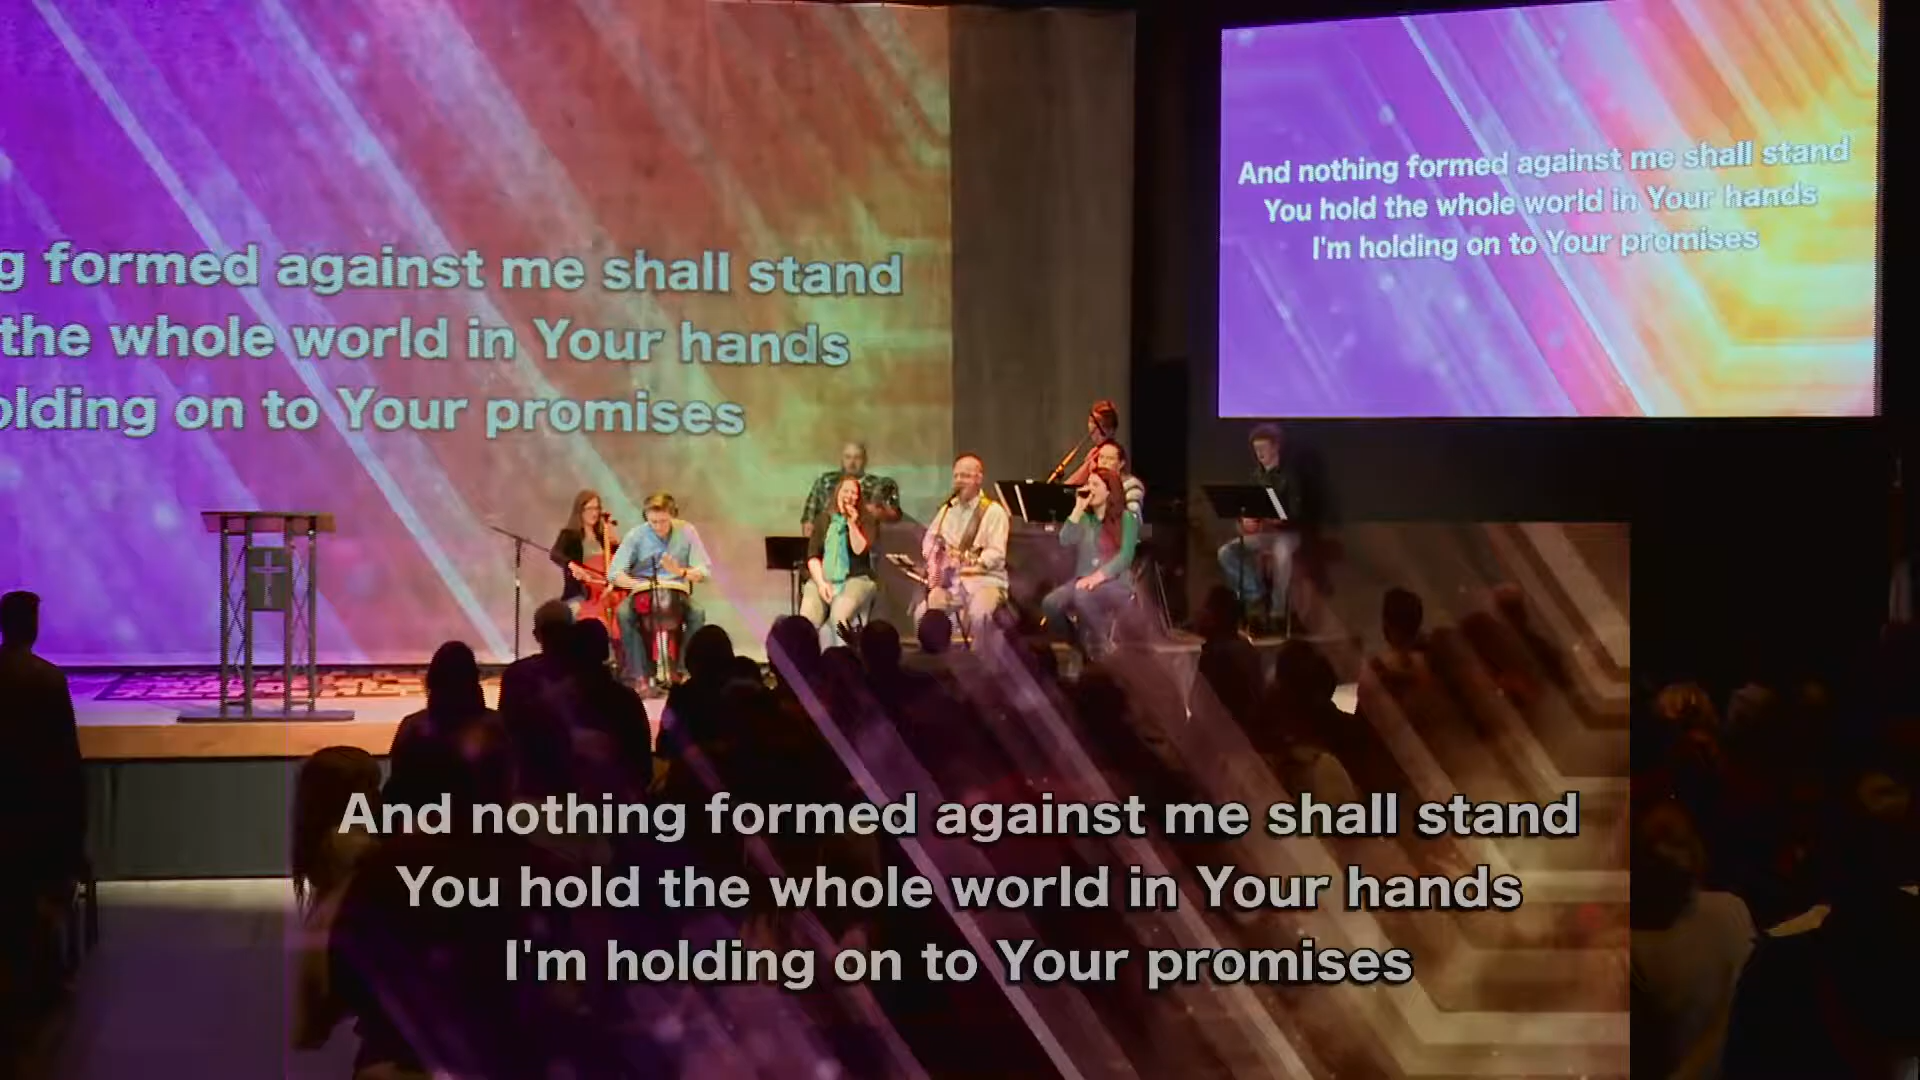 g formed against me shall stand
the whole world in Your hands
olding on to Your promises
And nothing formed against me shall stand
You hold the whole world in Your hands
I'm holding on to Your promises
And nothing formed against me shall stand
You hold the whole world in Your hands
I'm holding on to Your promises